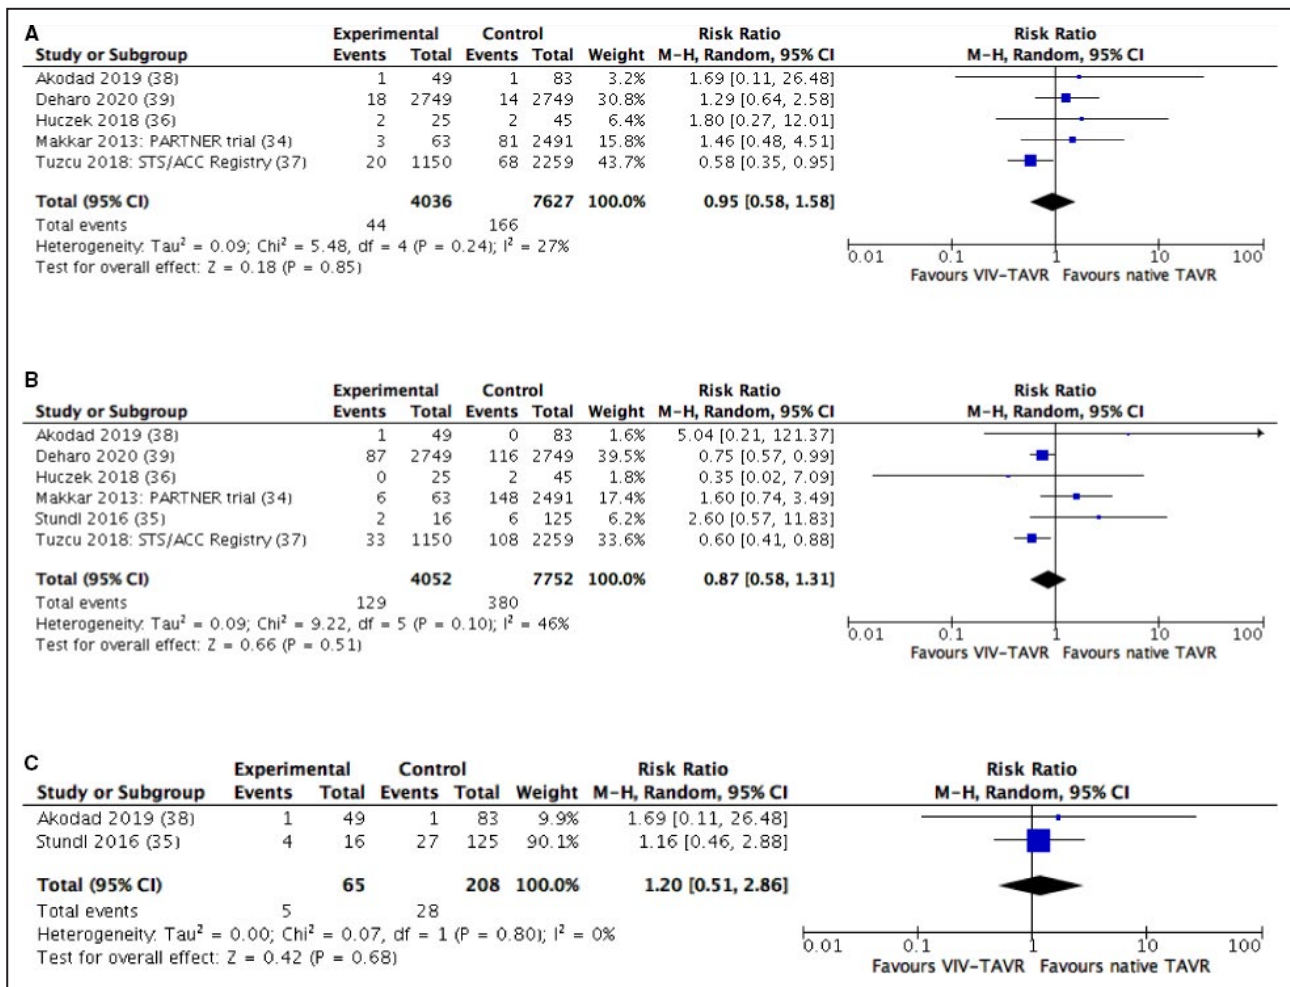 A
Experimental Control Risk Ratio Risk Ratio
Study or Subgroup Events Total Events Total Weight M-H, Random, 95% CI M-H, Random, 95% CI
Akodad 2019 (38) 1 49 1 83 3.2% 1.69 [0.11, 26.48]
Deharo 2020 (39) 18 2749 14 2749 30.8% 1.29 [0.64, 2.58]
Huczek 2018 (36) 2 25 2 45 6.4% 1.80 [0.27, 12.01]
Makkar 2013: PARTNER trial (34) 3 63 81 2491 15.8% 1.46 [0.48, 4.51]
Tuzcu 2018: STS/ACC Registry (37) 20 1150 68 2259 43.7% 0.58 [0.35, 0.95]
Total (95% CI) 4036 7627 100.0% 0.95 [0.58, 1.58]
Total events 44 166
Heterogeneity: Tau² = 0.09; Chi² = 5.48, df = 4 (P = 0.24); I² = 27%
Test for overall effect: Z = 0.18 (P = 0.85)
0.01 0.1 1 10 100
Favours VIV-TAVR Favours native TAVR
B
Experimental Control Risk Ratio Risk Ratio
Study or Subgroup Events Total Events Total Weight M-H, Random, 95% CI M-H, Random, 95% CI
Akodad 2019 (38) 1 49 0 83 1.6% 5.04 [0.21, 121.37]
Deharo 2020 (39) 87 2749 116 2749 39.5% 0.75 [0.57, 0.99]
Huczek 2018 (36) 0 25 2 45 1.8% 0.35 [0.02, 7.09]
Makkar 2013: PARTNER trial (34) 6 63 148 2491 17.4% 1.60 [0.74, 3.49]
Stundl 2016 (35) 2 16 6 125 6.2% 2.60 [0.57, 11.83]
Tuzcu 2018: STS/ACC Registry (37) 33 1150 108 2259 33.6% 0.60 [0.41, 0.88]
Total (95% CI) 4052 7752 100.0% 0.87 [0.58, 1.31]
Total events 129 380
Heterogeneity: Tau² = 0.09; Chi² = 9.22, df = 5 (P = 0.10); I² = 46%
Test for overall effect: Z = 0.66 (P = 0.51)
0.01 0.1 1 10 100
Favours VIV-TAVR Favours native TAVR
C
Experimental Control Risk Ratio Risk Ratio
Study or Subgroup Events Total Events Total Weight M-H, Random, 95% CI M-H, Random, 95% CI
Akodad 2019 (38) 1 49 1 83 9.9% 1.69 [0.11, 26.48]
Stundl 2016 (35) 4 16 27 125 90.1% 1.16 [0.46, 2.88]
Total (95% CI) 65 208 100.0% 1.20 [0.51, 2.86]
Total events 5 28
Heterogeneity: Tau² = 0.00; Chi² = 0.07, df = 1 (P = 0.80); I² = 0%
Test for overall effect: Z = 0.42 (P = 0.68)
0.01 0.1 1 10 100
Favours VIV-TAVR Favours native TAVR